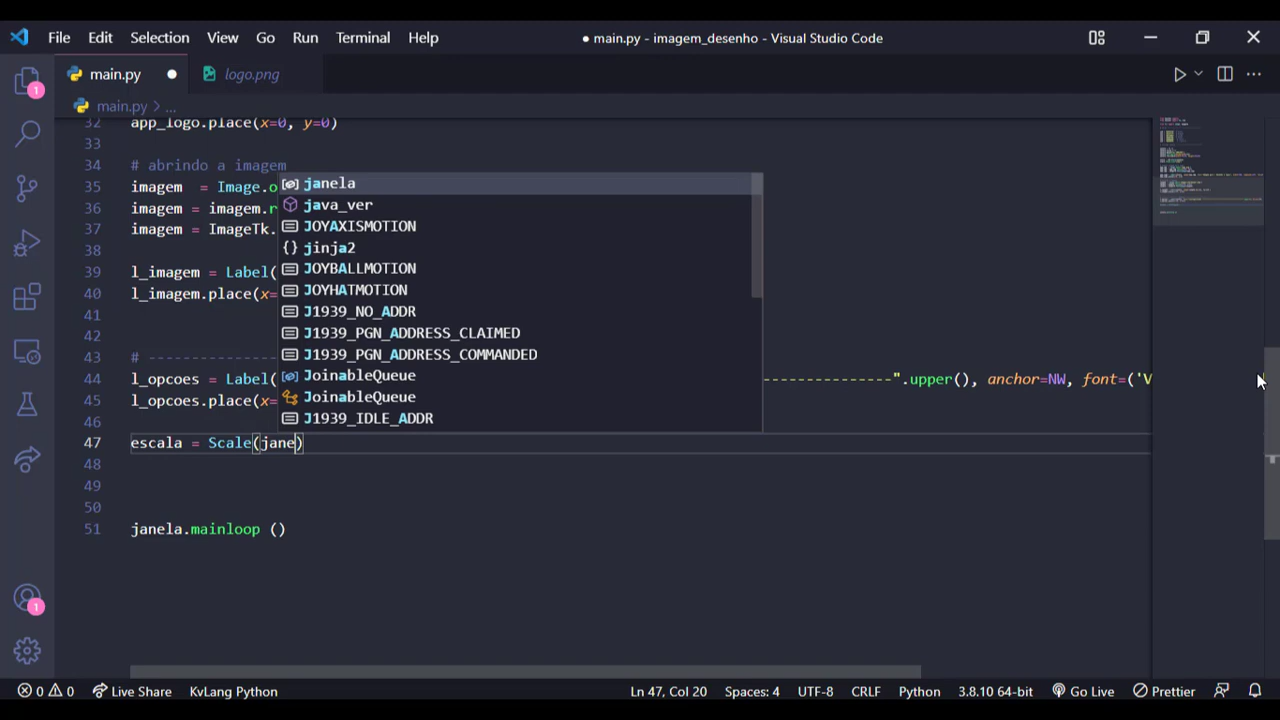 File Edit Selection View Go Run Terminal Help
● main.py - imagem_desenho - Visual Studio Code
main.py ● logo.png
main.py > ...
32 app_logo.place(x=0, y=0)
33
34 # abrindo a imagem
35 imagem  = Image.o
36 imagem = imagem.r
37 imagem = ImageTk.
38
39 l_imagem = Label(
40 l_imagem.place(x=
41
42
43 # ---------------
44 l_opcoes = Label( ---------------".upper(), anchor=NW, font=('V
45 l_opcoes.place(x=
46
47 escala = Scale(jane)
48
49
50
51 janela.mainloop ()
janela
java_ver
JOYAXISMOTION
jinja2
JOYBALLMOTION
JOYHATMOTION
J1939_NO_ADDR
J1939_PGN_ADDRESS_CLAIMED
J1939_PGN_ADDRESS_COMMANDED
JoinableQueue
JoinableQueue
J1939_IDLE_ADDR
1
1
0 0 Live Share KvLang Python Ln 47, Col 20 Spaces: 4 UTF-8 CRLF Python 3.8.10 64-bit Go Live Prettier